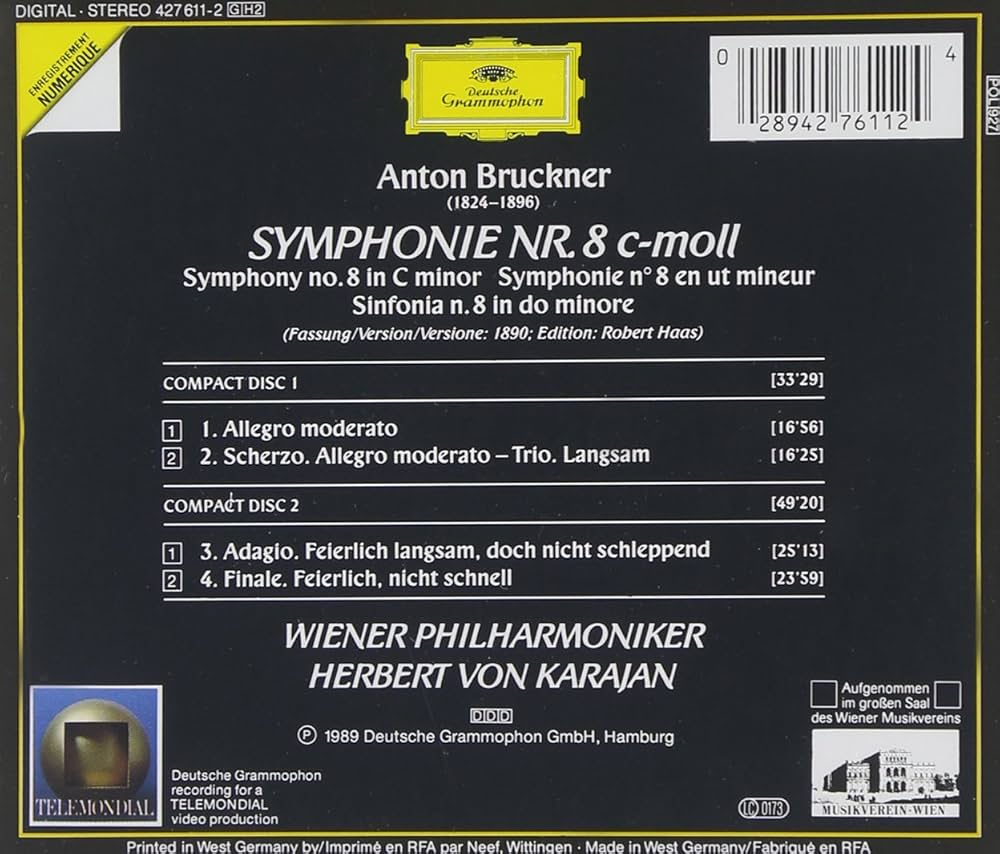 DIGITAL · STEREO 427 611-2 GH2
ENREGISTREMENT
NUMERIQUE
Deutsche
Grammophon
0 28942 76112 4
POL 927
Anton Bruckner
(1824–1896)
SYMPHONIE NR. 8 c-moll
Symphony no. 8 in C minor Symphonie n° 8 en ut mineur
Sinfonia n. 8 in do minore
(Fassung/Version/Versione: 1890; Edition: Robert Haas)
COMPACT DISC 1 [33'29]
1 1. Allegro moderato [16'56]
2 2. Scherzo. Allegro moderato – Trio. Langsam [16'25]
COMPACT DISC 2 [49'20]
1 3. Adagio. Feierlich langsam, doch nicht schleppend [25'13]
2 4. Finale. Feierlich, nicht schnell [23'59]
WIENER PHILHARMONIKER
HERBERT VON KARAJAN
DDD
℗ 1989 Deutsche Grammophon GmbH, Hamburg
TELEMONDIAL
Deutsche Grammophon
recording for a
TELEMONDIAL
video production
Aufgenommen
im großen Saal
des Wiener Musikvereins
LC 0173
MUSIKVEREIN-WIEN
Printed in West Germany by/Imprimé en RFA par Neef, Wittingen · Made in West Germany/Fabriqué en RFA